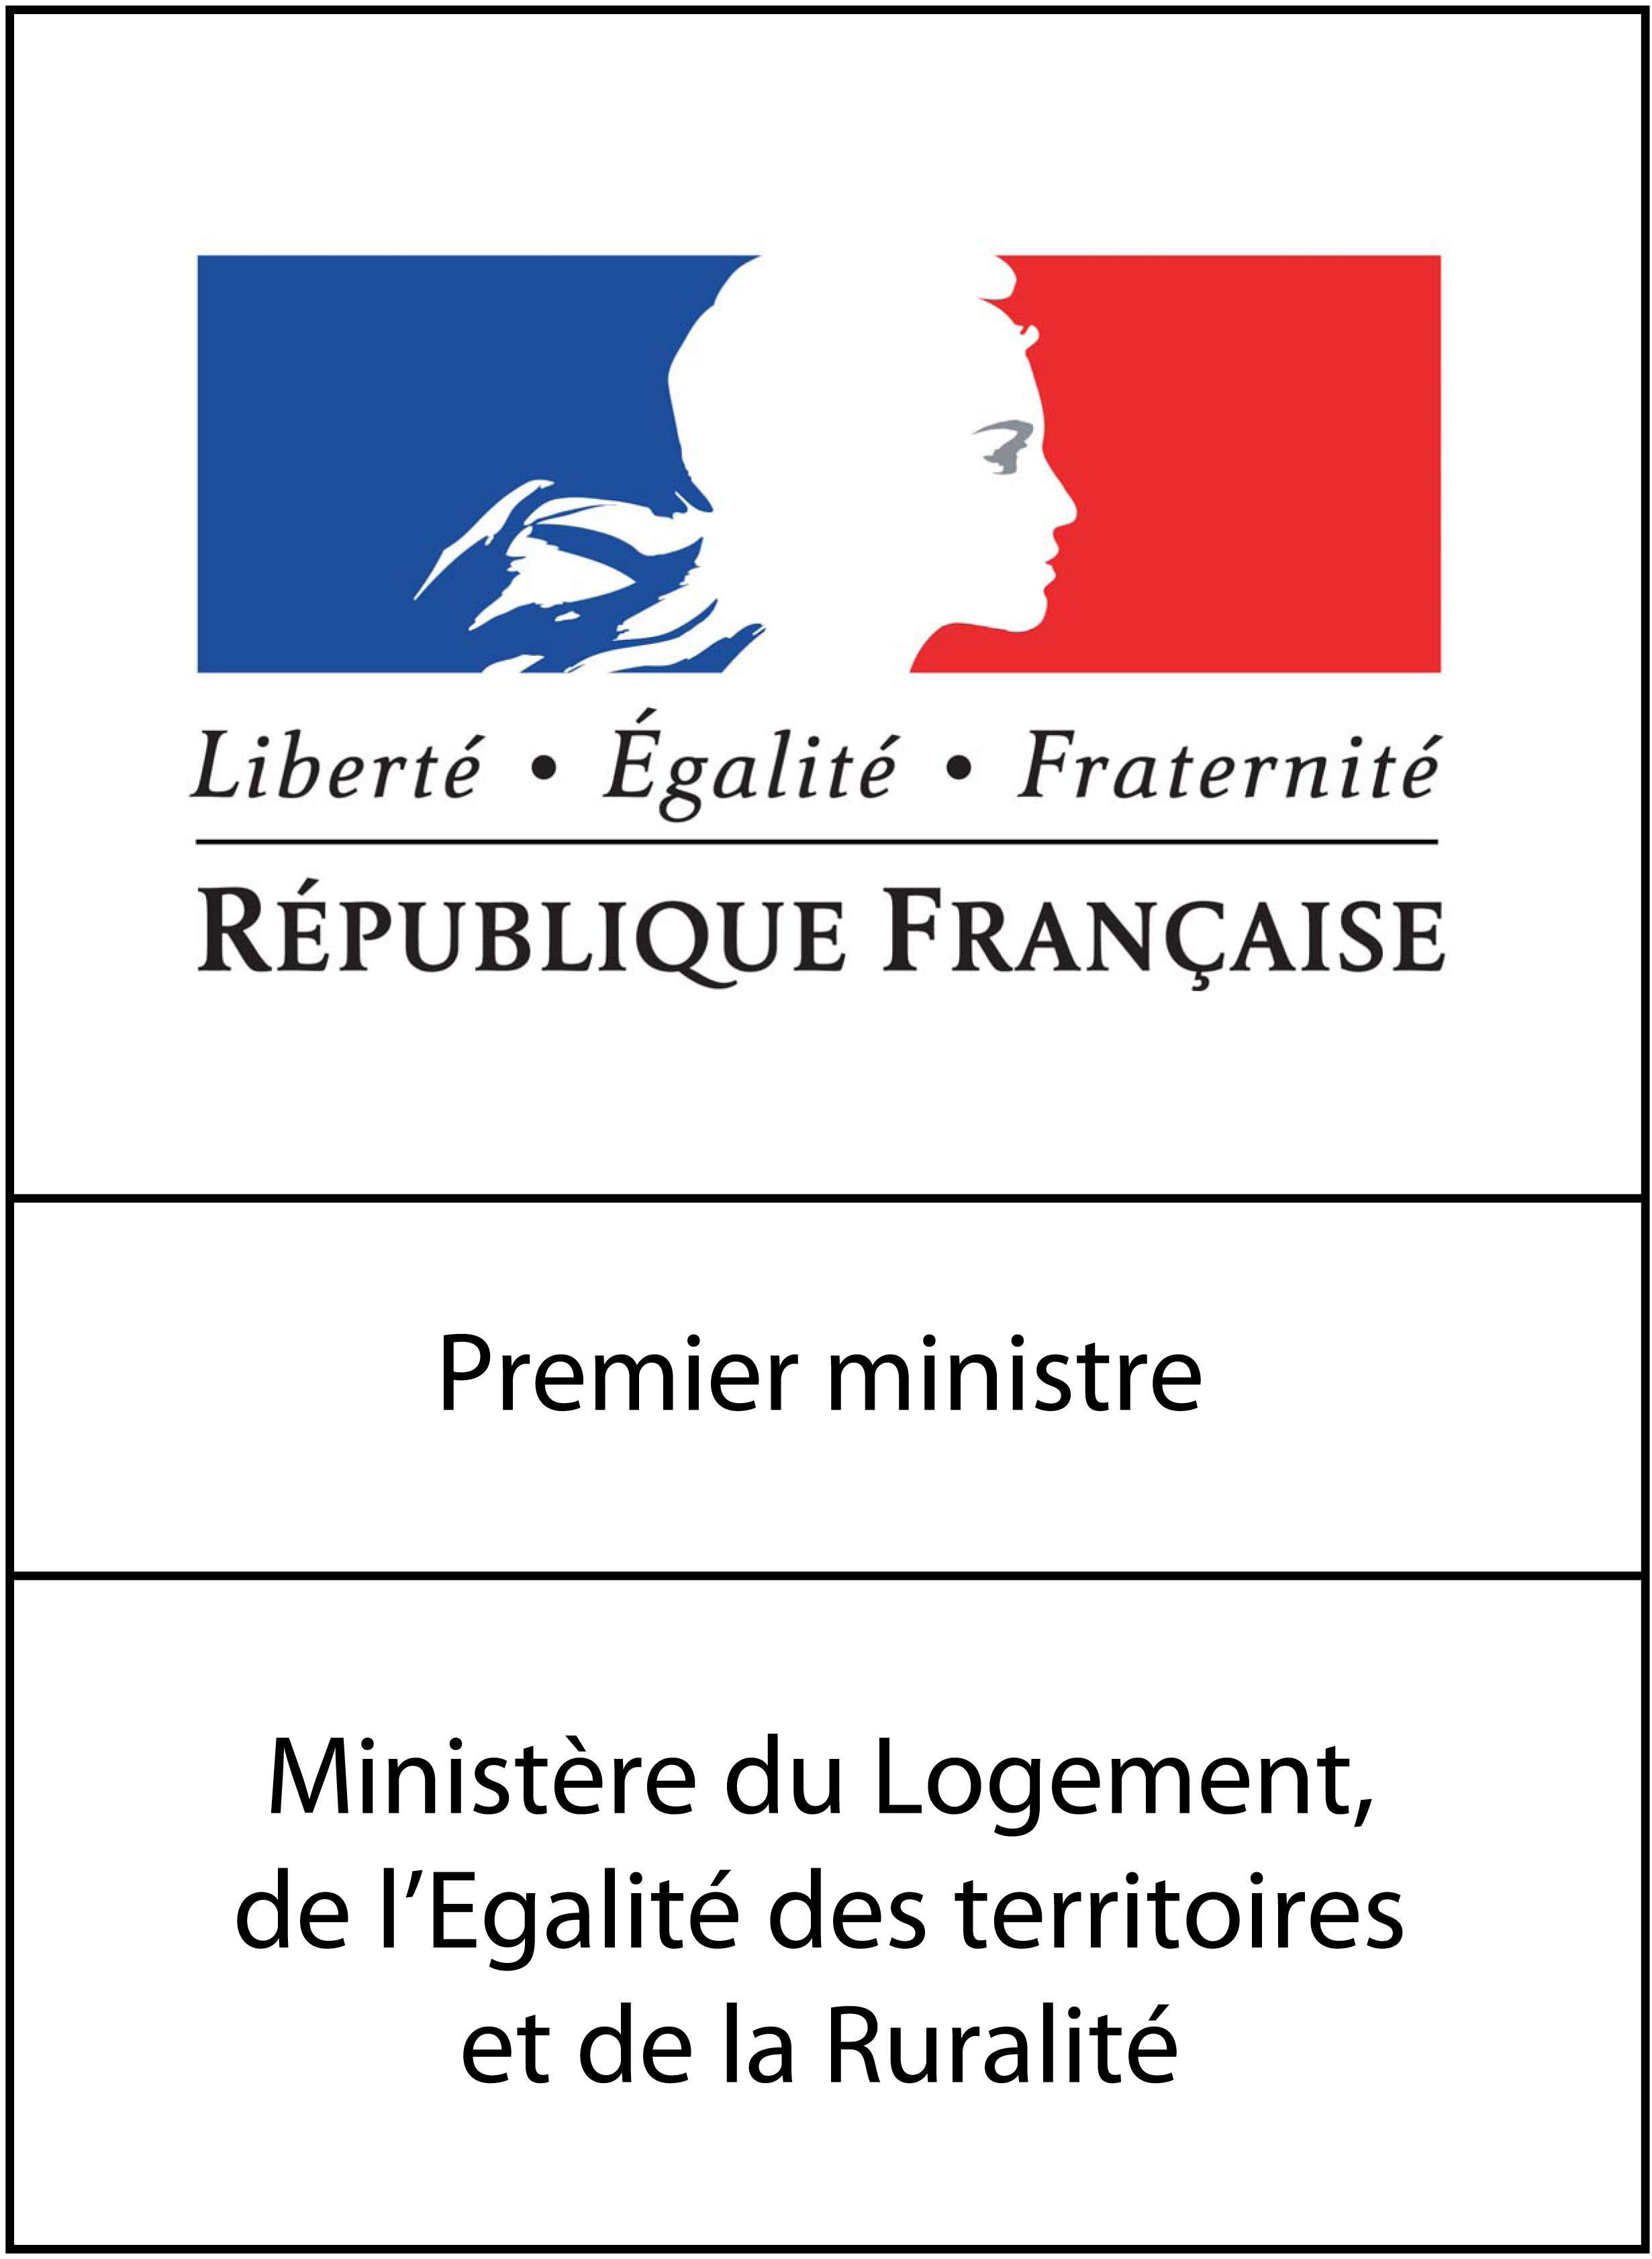 Liberté • Égalité • Fraternité
RÉPUBLIQUE FRANÇAISE
Premier ministre
Ministère du Logement,
de l’Egalité des territoires
et de la Ruralité